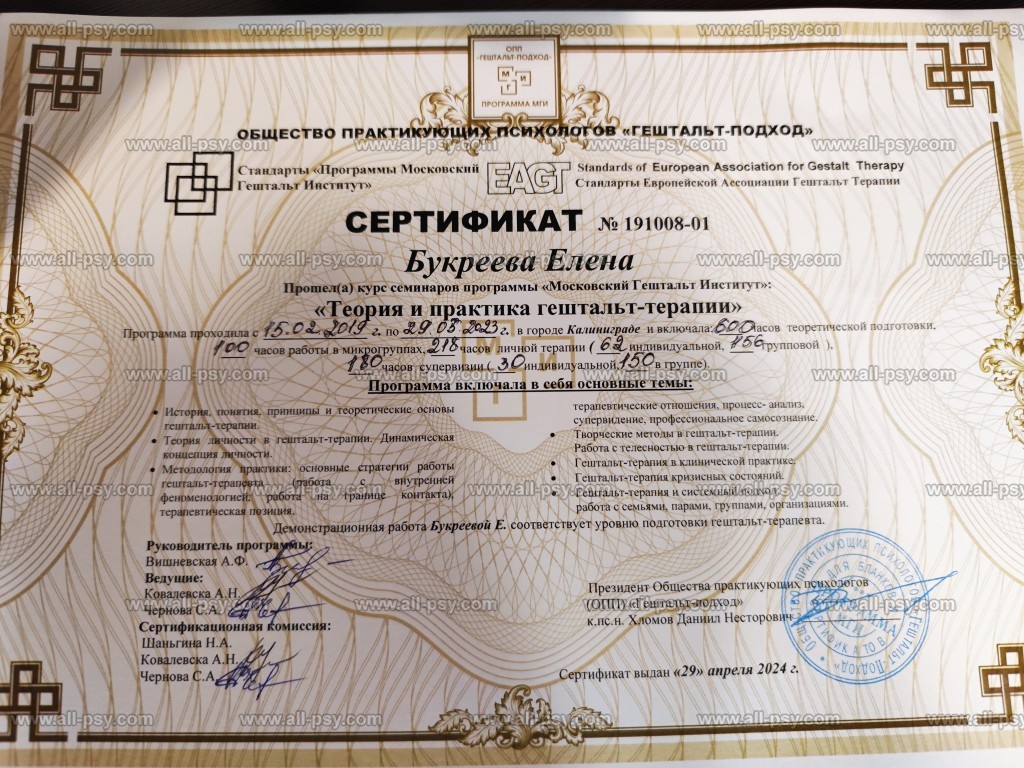 ОПП
«ГЕШТАЛЬТ-ПОДХОД»
М И
Г
ПРОГРАММА МГИ
ОБЩЕСТВО ПРАКТИКУЮЩИХ ПСИХОЛОГОВ «ГЕШТАЛЬТ-ПОДХОД»
Стандарты «Программы Московский
Гештальт Институт»
EAGT
Standards of European Association for Gestalt Therapy
Стандарты Европейской Ассоциации Гештальт Терапии
СЕРТИФИКАТ № 191008-01
Букреева Елена
Прошел(а) курс семинаров программы «Московский Гештальт Институт»:
«Теория и практика гештальт-терапии»
Программа проходила с 15.02.2019 г. по 29.08.2023 г. в городе Калининграде и включала: 600 часов теоретической подготовки.
100 часов работы в микрогруппах, 218 часов личной терапии ( 62 индивидуальной, 156 групповой ).
180 часов супервизии ( 30 индивидуальной, 150 в группе).
Программа включала в себя основные темы:
• История, понятия, принципы и теоретические основы
гештальт-терапии.
• Теория личности в гештальт-терапии. Динамическая
концепция личности.
• Методология практики: основные стратегии работы
гештальт-терапевта (работа с внутренней
феноменологией, работа на границе контакта),
терапевтическая позиция.
терапевтические отношения, процесс- анализ,
супервидение, профессиональное самосознание.
• Творческие методы в гештальт-терапии.
Работа с телесностью в гештальт-терапии.
• Гештальт-терапия в клинической практике.
• Гештальт-терапия кризисных состояний.
• Гештальт-терапия и системный подход:
работа с семьями, парами, группами, организациями.
Демонстрационная работа Букреевой Е. соответствует уровню подготовки гештальт-терапевта.
Руководитель программы:
Вишневская А.Ф.
Ведущие:
Ковалевска А.Н.
Чернова С.А.
Сертификационная комиссия:
Шаньгина Н.А.
Ковалевска А.Н.
Чернова С.А.
Президент Общества практикующих психологов
(ОПП) «Гештальт-подход»
к.пс.н. Хломов Даниил Несторович
Сертификат выдан «29» апреля 2024 г.
www.all-psy.com